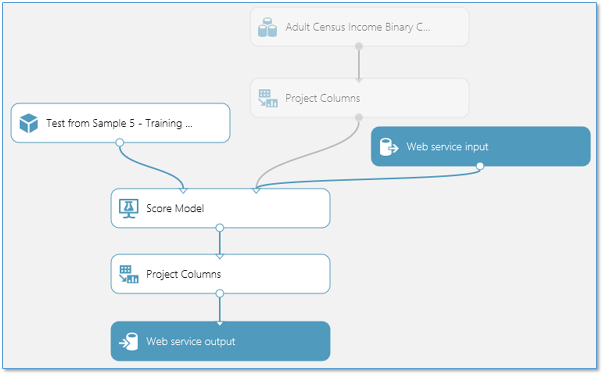 Adult Census Income Binary C...
Project Columns
Test from Sample 5 - Training ...
Web service input
Score Model
Project Columns
Web service output